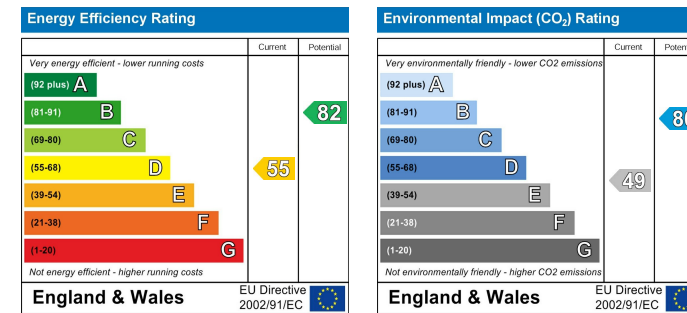 Energy Efficiency Rating
Current Potential
Very energy efficient - lower running costs
(92 plus) A
(81-91) B
82
(69-80) C
(55-68) D
55
(39-54) E
(21-38) F
(1-20) G
Not energy efficient - higher running costs
England & Wales
EU Directive
2002/91/EC
Environmental Impact (CO₂) Rating
Current
Very environmentally friendly - lower CO2 emissions
(92 plus) A
(81-91) B
(69-80) C
(55-68) D
49
(39-54) E
(21-38) F
(1-20) G
Not environmentally friendly - higher CO2 emissions
England & Wales
EU Directive
2002/91/EC